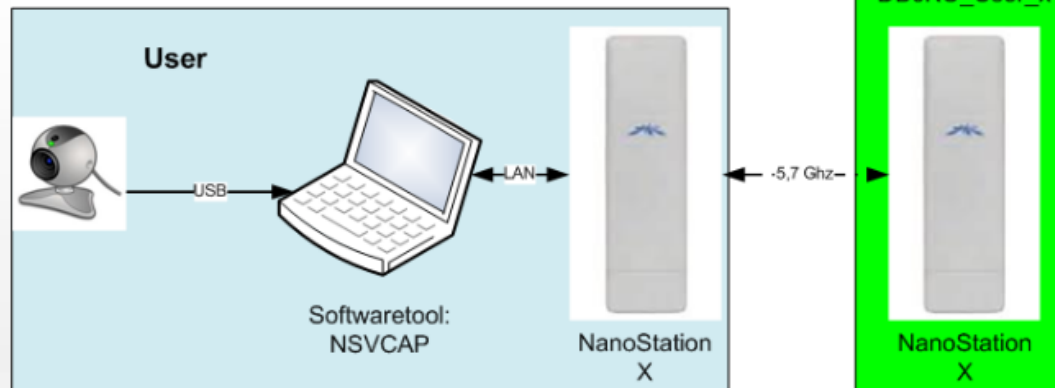 User
USB
LAN
-5,7 Ghz-
Softwaretool:
NSVCAP
NanoStation
X
NanoStation
X